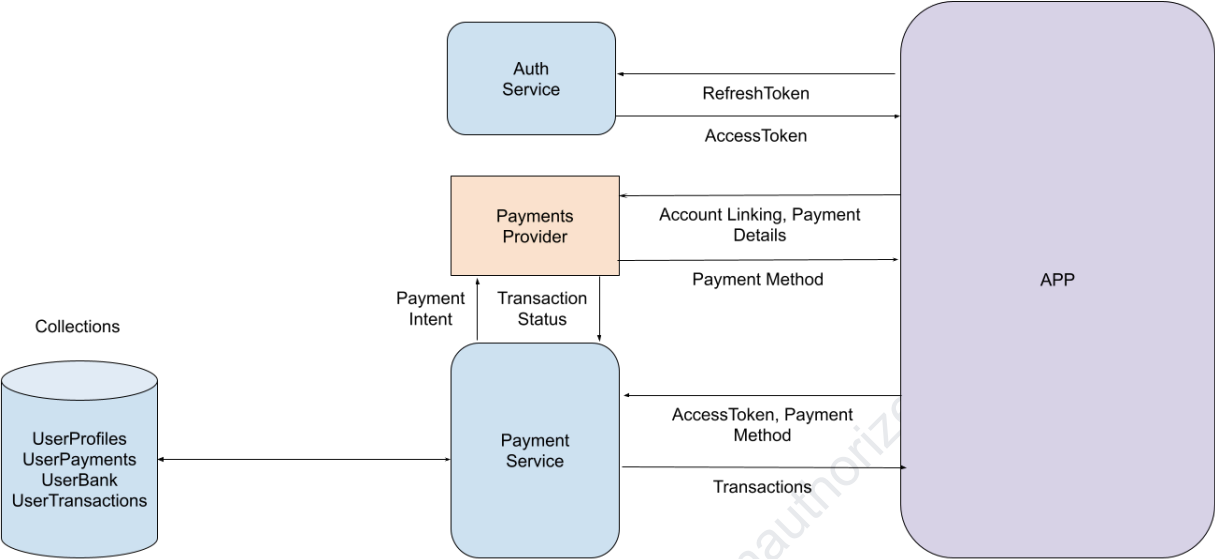 Auth
Service
RefreshToken
AccessToken
Payments
Provider
Account Linking, Payment
Details
Payment Method
APP
Payment
Intent
Transaction
Status
Collections
UserProfiles
UserPayments
UserBank
UserTransactions
Payment
Service
AccessToken, Payment
Method
Transactions